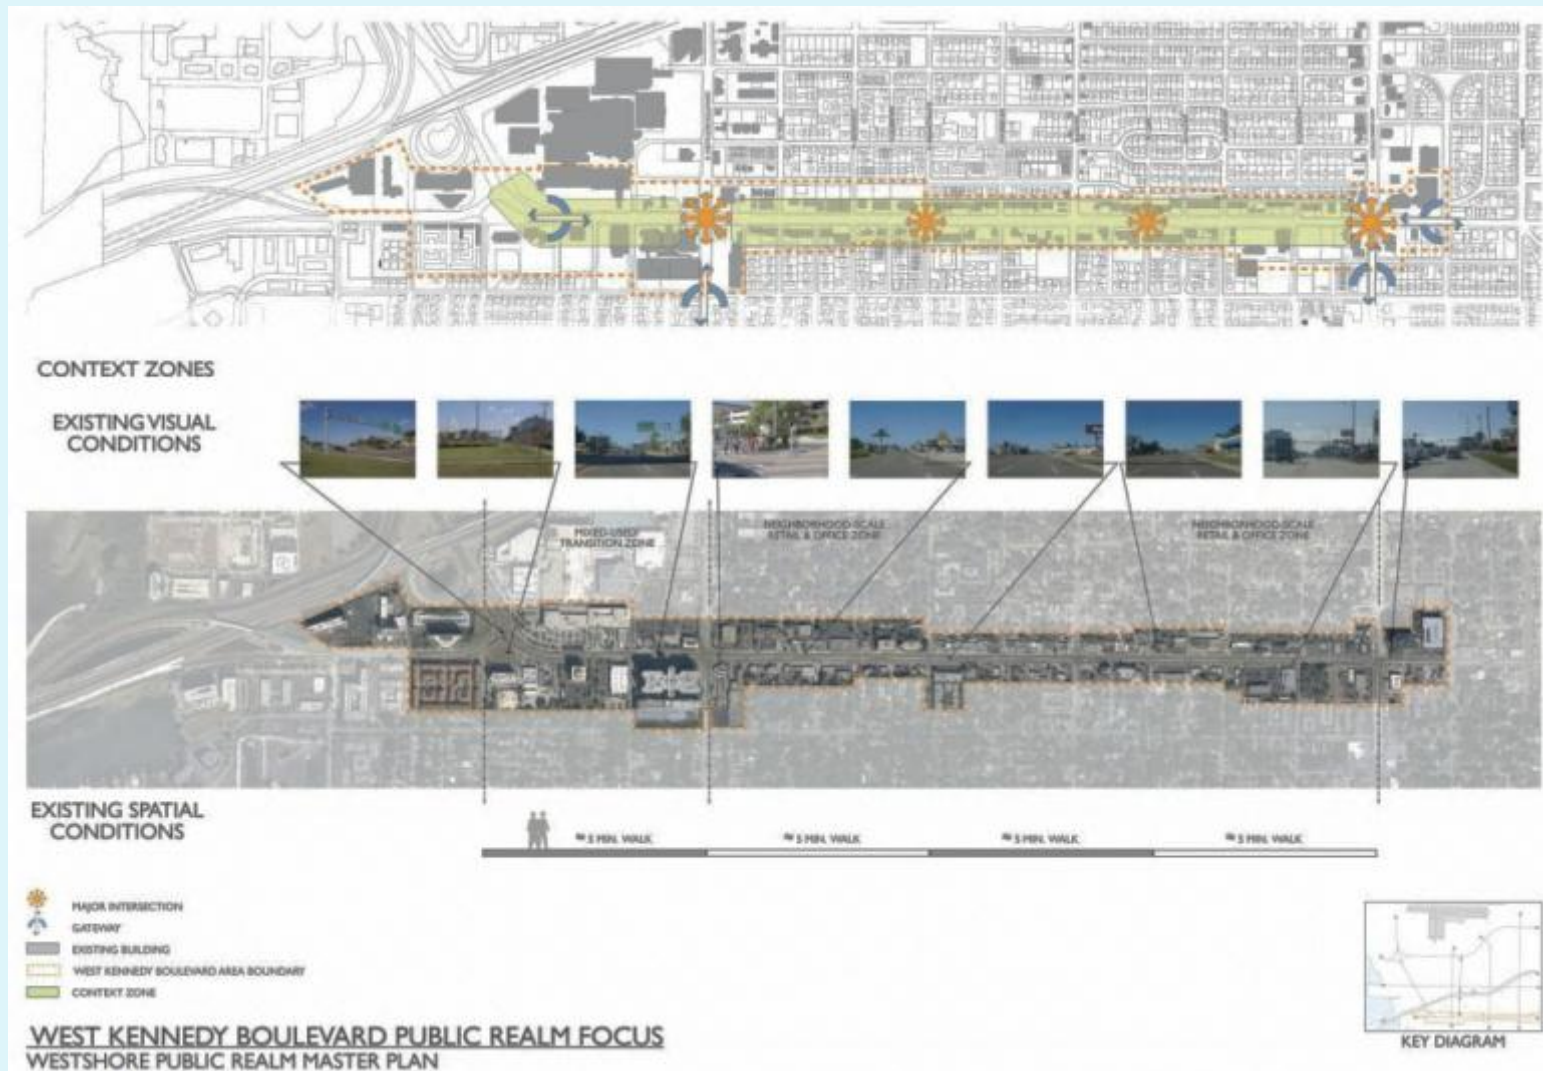 CONTEXT ZONES
EXISTING VISUAL
CONDITIONS
MIXED-USE/
TRANSITION ZONE
NEIGHBORHOOD-SCALE
RETAIL & OFFICE ZONE
NEIGHBORHOOD-SCALE
RETAIL & OFFICE ZONE
EXISTING SPATIAL
CONDITIONS
≈ 5 MIN. WALK
≈ 5 MIN. WALK
≈ 5 MIN. WALK
≈ 5 MIN. WALK
MAJOR INTERSECTION
GATEWAY
EXISTING BUILDING
WEST KENNEDY BOULEVARD AREA BOUNDARY
CONTEXT ZONE
WEST KENNEDY BOULEVARD PUBLIC REALM FOCUS
WESTSHORE PUBLIC REALM MASTER PLAN
KEY DIAGRAM